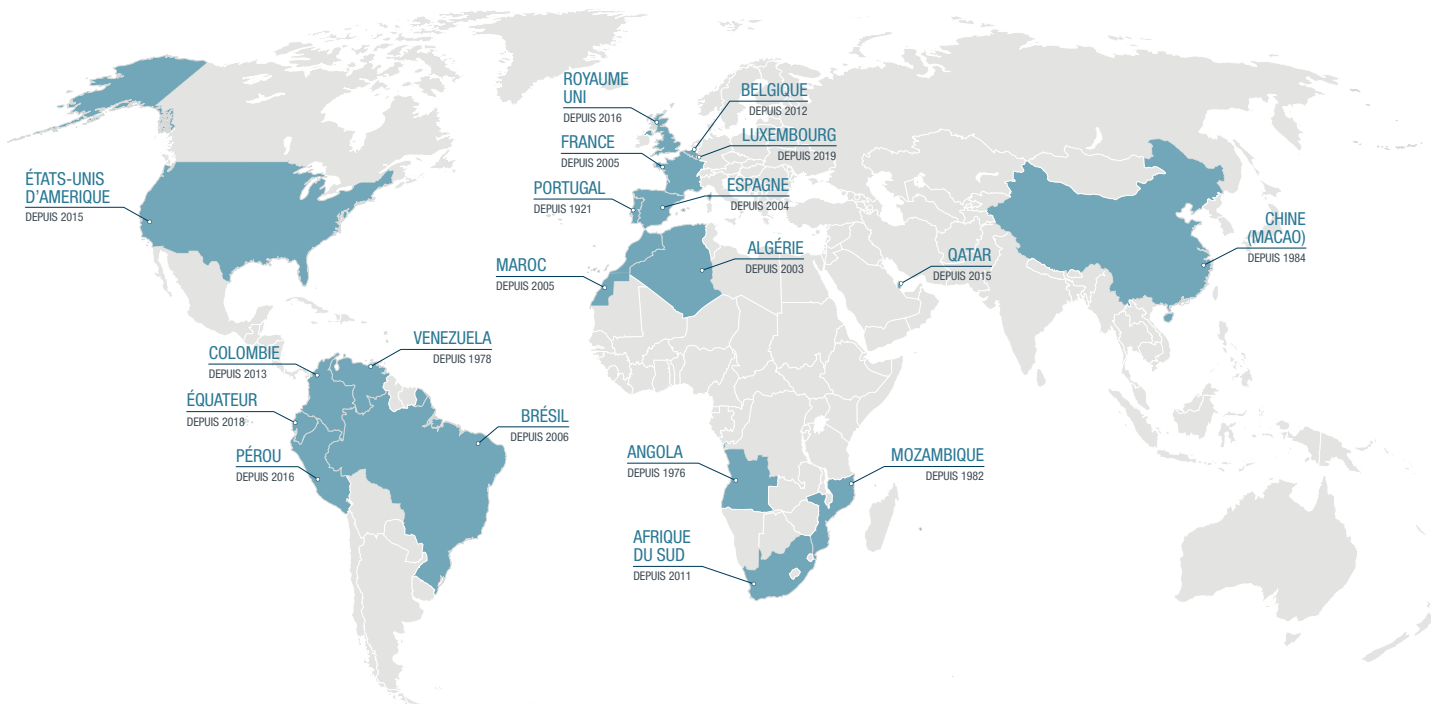 ROYAUME
UNI
DEPUIS 2016
BELGIQUE
DEPUIS 2012
FRANCE
DEPUIS 2005
LUXEMBOURG
DEPUIS 2019
PORTUGAL
DEPUIS 1921
ESPAGNE
DEPUIS 2004
ÉTATS-UNIS
D'AMERIQUE
DEPUIS 2015
MAROC
DEPUIS 2005
ALGÉRIE
DEPUIS 2003
QATAR
DEPUIS 2015
CHINE
(MACAO)
DEPUIS 1984
COLOMBIE
DEPUIS 2013
VENEZUELA
DEPUIS 1978
ÉQUATEUR
DEPUIS 2018
BRÉSIL
DEPUIS 2006
PÉROU
DEPUIS 2016
ANGOLA
DEPUIS 1976
MOZAMBIQUE
DEPUIS 1982
AFRIQUE
DU SUD
DEPUIS 2011